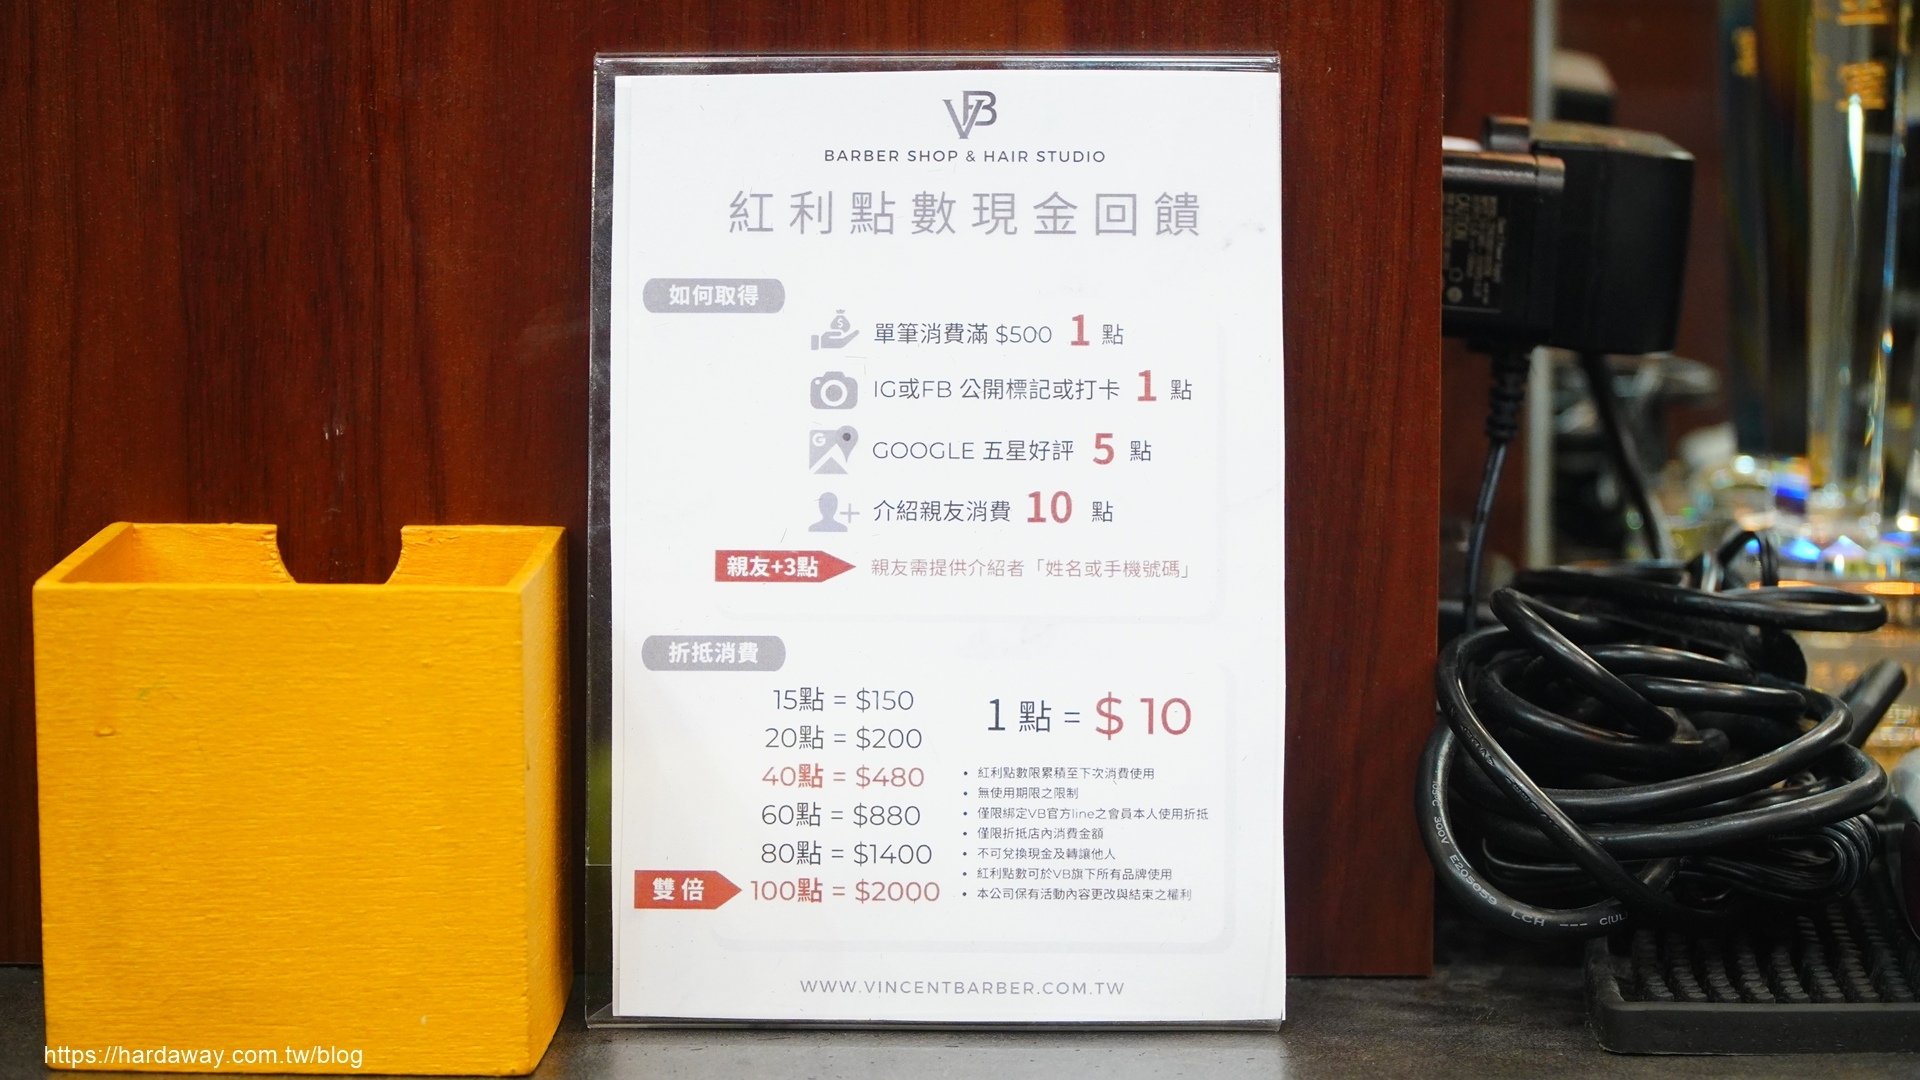 VB
BARBER SHOP & HAIR STUDIO
紅利點數現金回饋
如何取得
單筆消費滿 $500 1 點
IG或FB 公開標記或打卡 1 點
GOOGLE 五星好評 5 點
介紹親友消費 10 點
親友+3點 親友需提供介紹者「姓名或手機號碼」
折抵消費
15點 = $150
20點 = $200
40點 = $480
60點 = $880
80點 = $1400
雙倍 100點 = $2000
1 點 = $ 10
• 紅利點數限累積至下次消費使用
• 無使用期限之限制
• 僅限綁定VB官方line之會員本人使用折抵
• 僅限折抵店內消費金額
• 不可兌換現金及轉讓他人
• 紅利點數可於VB旗下所有品牌使用
• 本公司保有活動內容更改與結束之權利
WWW.VINCENTBARBER.COM.TW
105°C 300V E205059 LCH ---
https://hardaway.com.tw/blog